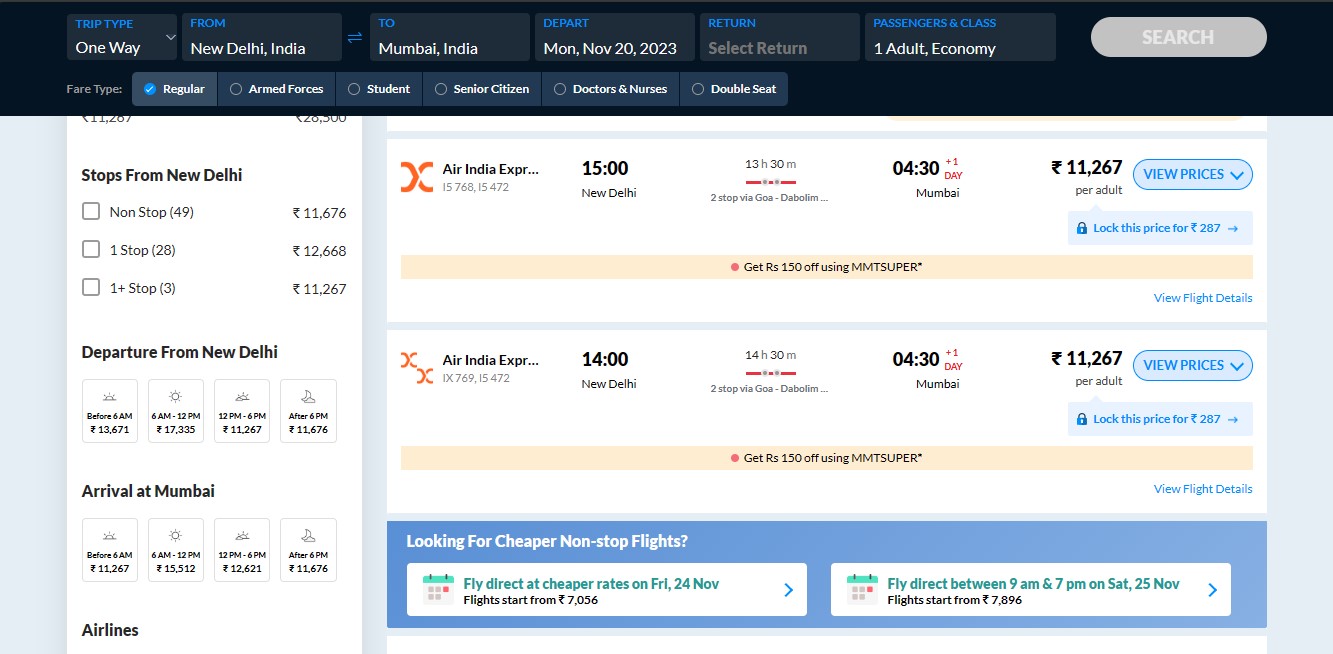 TRIP TYPE
One Way
FROM
New Delhi, India
TO
Mumbai, India
DEPART
Mon, Nov 20, 2023
RETURN
Select Return
PASSENGERS & CLASS
1 Adult, Economy
SEARCH
Fare Type:
Regular
Armed Forces
Student
Senior Citizen
Doctors & Nurses
Double Seat
₹11,267 ₹28,500
Stops From New Delhi
Non Stop (49) ₹ 11,676
1 Stop (28) ₹ 12,668
1+ Stop (3) ₹ 11,267
Departure From New Delhi
Before 6 AM
₹ 13,671
6 AM - 12 PM
₹ 17,335
12 PM - 6 PM
₹ 11,267
After 6 PM
₹ 11,676
Arrival at Mumbai
Before 6 AM
₹ 11,267
6 AM - 12 PM
₹ 15,512
12 PM - 6 PM
₹ 12,621
After 6 PM
₹ 11,676
Airlines
Air India Expr...
I5 768, I5 472
15:00
New Delhi
13 h 30 m
2 stop via Goa - Dabolim ...
04:30 +1 DAY
Mumbai
₹ 11,267
per adult
VIEW PRICES
Lock this price for ₹ 287 →
Get Rs 150 off using MMTSUPER*
View Flight Details
Air India Expr...
IX 769, I5 472
14:00
New Delhi
14 h 30 m
2 stop via Goa - Dabolim ...
04:30 +1 DAY
Mumbai
₹ 11,267
per adult
VIEW PRICES
Lock this price for ₹ 287 →
Get Rs 150 off using MMTSUPER*
View Flight Details
Looking For Cheaper Non-stop Flights?
Fly direct at cheaper rates on Fri, 24 Nov
Flights start from ₹ 7,056
Fly direct between 9 am & 7 pm on Sat, 25 Nov
Flights start from ₹ 7,896